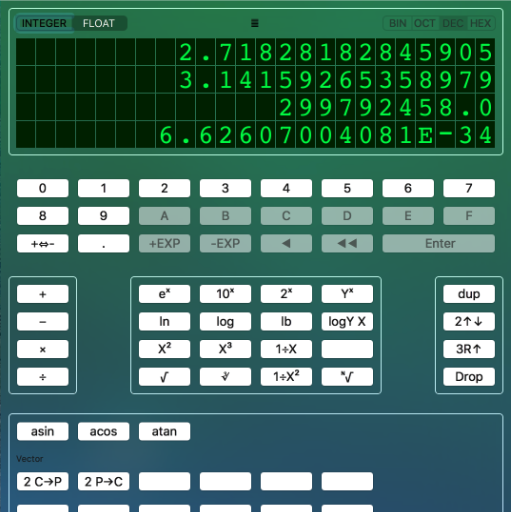 INTEGER FLOAT ≣ BIN OCT DEC HEX
2.71828182845905
3.14159265358979
299792458.0
6.62607004081E-34
0 1 2 3 4 5 6 7
8 9 A B C D E F
+⇔- . +EXP -EXP ◀ ◀◀ Enter
+ eˣ 10ˣ 2ˣ Yˣ dup
− ln log lb logY X 2↑↓
× X² X³ 1÷X 3R↑
÷ √ ∛ 1÷X² ˣ√ Drop
asin acos atan
Vector
2 C→P 2 P→C